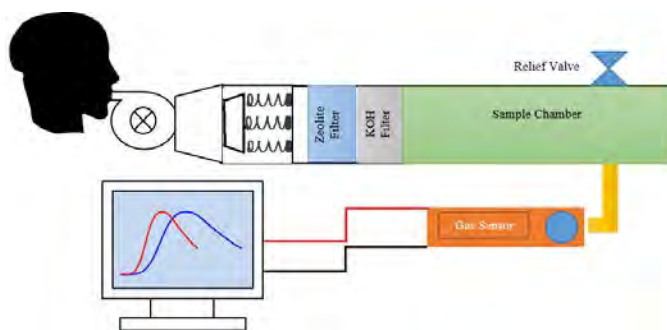 Relief Valve
Zeolite
Filter
KOH
Filter
Sample Chamber
Gas Sensor